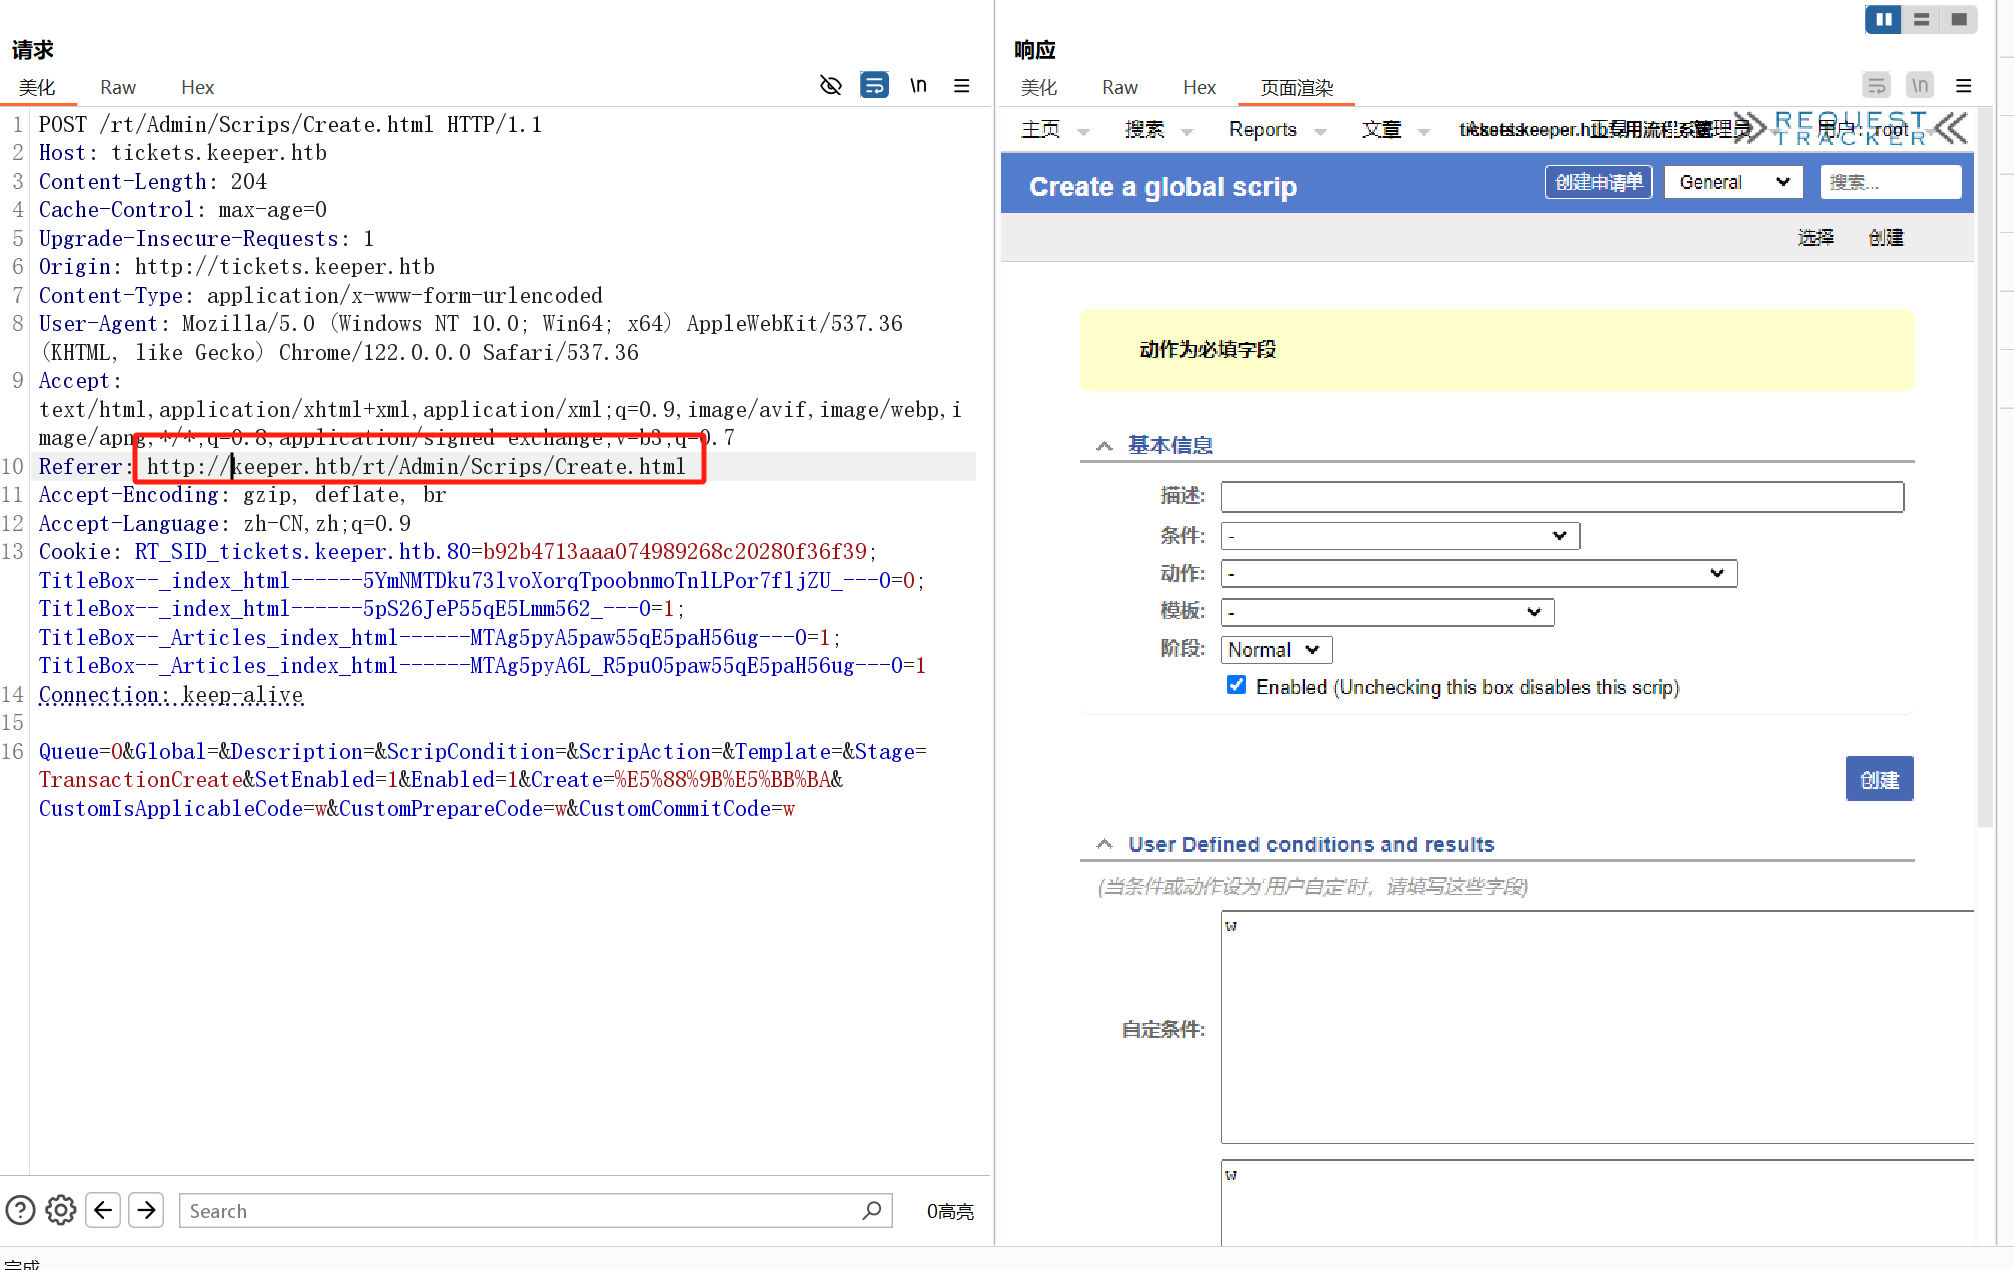 请求
美化 Raw Hex \n
1 POST /rt/Admin/Scrips/Create.html HTTP/1.1
2 Host: tickets.keeper.htb
3 Content-Length: 204
4 Cache-Control: max-age=0
5 Upgrade-Insecure-Requests: 1
6 Origin: http://tickets.keeper.htb
7 Content-Type: application/x-www-form-urlencoded
8 User-Agent: Mozilla/5.0 (Windows NT 10.0; Win64; x64) AppleWebKit/537.36
(KHTML, like Gecko) Chrome/122.0.0.0 Safari/537.36
9 Accept:
text/html,application/xhtml+xml,application/xml;q=0.9,image/avif,image/webp,i
mage/apng,*/*;q=0.8,application/signed-exchange;v=b3;q=0.7
10 Referer: http://keeper.htb/rt/Admin/Scrips/Create.html
11 Accept-Encoding: gzip, deflate, br
12 Accept-Language: zh-CN,zh;q=0.9
13 Cookie: RT_SID_tickets.keeper.htb.80=b92b4713aaa074989268c20280f36f39;
TitleBox--_index_html------5YmNMTDku73lvoXorqTpoobnmoTnlLPor7fljZU_---0=0;
TitleBox--_index_html------5pS26JeP55qE5Lmm562_---0=1;
TitleBox--_Articles_index_html------MTAg5pyA5paw55qE5paH56ug---0=1;
TitleBox--_Articles_index_html------MTAg5pyA6L_R5pu05paw55qE5paH56ug---0=1
14 Connection: keep-alive
15
16 Queue=0&Global=&Description=&ScripCondition=&ScripAction=&Template=&Stage=
TransactionCreate&SetEnabled=1&Enabled=1&Create=%E5%88%9B%E5%BB%BA&
CustomIsApplicableCode=w&CustomPrepareCode=w&CustomCommitCode=w
Search 0高亮
完成
响应
美化 Raw Hex 页面渲染 \n
主页 搜索 Reports 文章 管理员 用户: root REQUEST
TRACKER
Create a global scrip 创建申请单 General 搜索...
选择 创建
动作为必填字段
基本信息
描述:
条件: -
动作: -
模板: -
阶段: Normal
Enabled (Unchecking this box disables this scrip)
创建
User Defined conditions and results
(当条件或动作设为'用户自定'时，请填写这些字段)
w
自定条件:
w